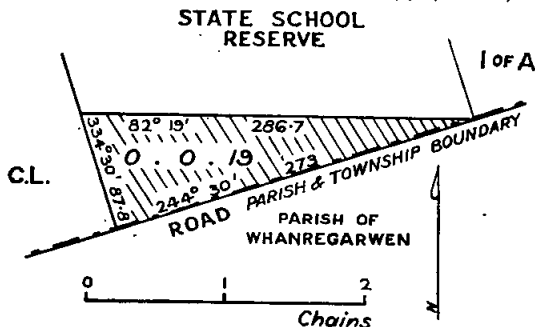 STATE SCHOOL
RESERVE
1 OF A
82° 19' 286·7
334° 30' 87·8
0 . 0 . 19
C.L.
244° 30' 273
ROAD PARISH & TOWNSHIP BOUNDARY
PARISH OF
WHANREGARWEN
0 1 2
Chains
N